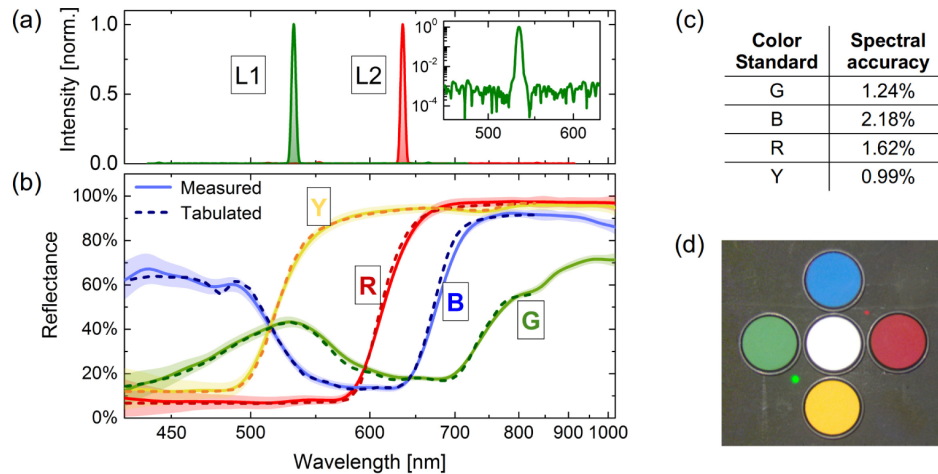 (a)
Intensity [norm.]
1.0
0.5
0.0
L1
L2
10⁰
10⁻²
10⁻⁴
500
600
(b)
Reflectance
100%
80%
60%
40%
20%
0%
Measured
Tabulated
Y
R
B
G
450
500
600
700
800
900
1000
Wavelength [nm]
(c)
Color Standard
Spectral accuracy
G 1.24%
B 2.18%
R 1.62%
Y 0.99%
(d)